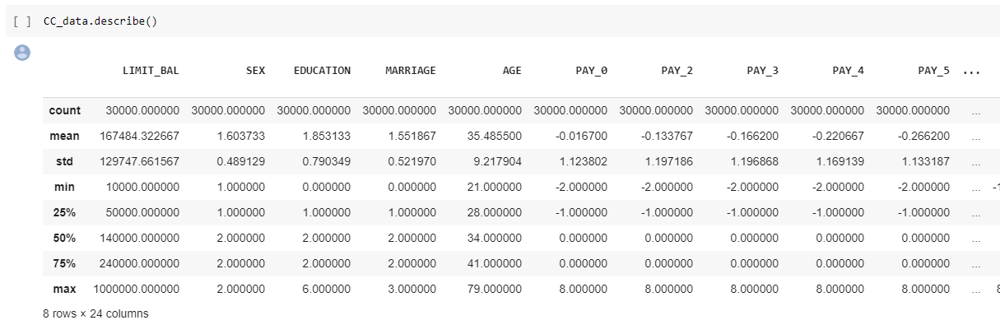 [ ] CC_data.describe()
LIMIT_BAL SEX EDUCATION MARRIAGE AGE PAY_0 PAY_2 PAY_3 PAY_4 PAY_5 ...
count 30000.000000 30000.000000 30000.000000 30000.000000 30000.000000 30000.000000 30000.000000 30000.000000 30000.000000 30000.000000 ...
mean 167484.322667 1.603733 1.853133 1.551867 35.485500 -0.016700 -0.133767 -0.166200 -0.220667 -0.266200 ...
std 129747.661567 0.489129 0.790349 0.521970 9.217904 1.123802 1.197186 1.196868 1.169139 1.133187 ...
min 10000.000000 1.000000 0.000000 0.000000 21.000000 -2.000000 -2.000000 -2.000000 -2.000000 -2.000000 ...
25% 50000.000000 1.000000 1.000000 1.000000 28.000000 -1.000000 -1.000000 -1.000000 -1.000000 -1.000000 ...
50% 140000.000000 2.000000 2.000000 2.000000 34.000000 0.000000 0.000000 0.000000 0.000000 0.000000 ...
75% 240000.000000 2.000000 2.000000 2.000000 41.000000 0.000000 0.000000 0.000000 0.000000 0.000000 ...
max 1000000.000000 2.000000 6.000000 3.000000 79.000000 8.000000 8.000000 8.000000 8.000000 8.000000 ...
8 rows × 24 columns